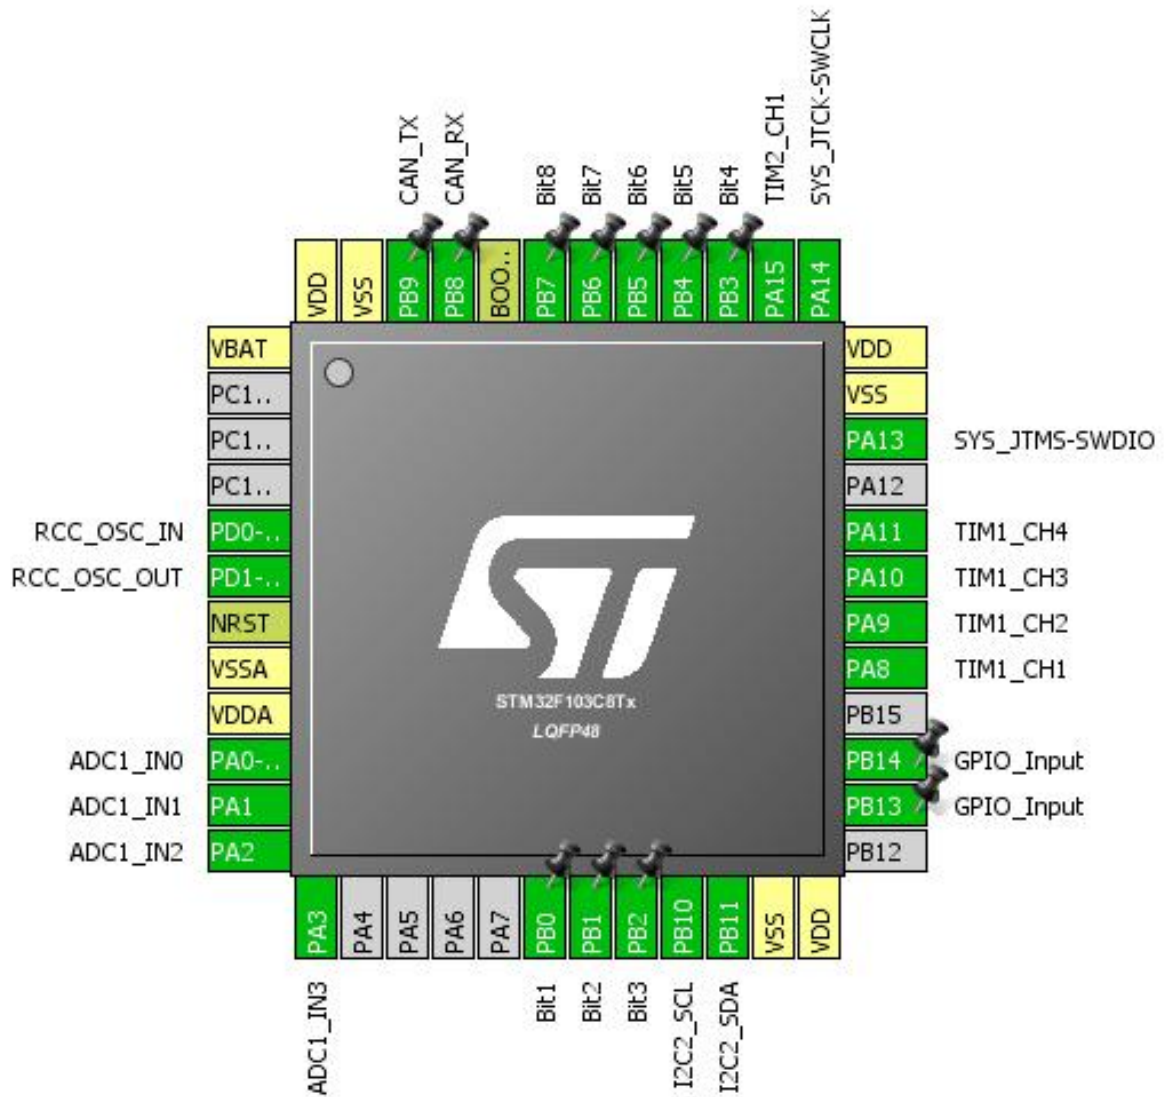 CAN_TX
CAN_RX
Bit8
Bit7
Bit6
Bit5
Bit4
TIM2_CH1
SYS_JTCK-SWCLK
VDD
VSS
PB9
PB8
BOO..
PB7
PB6
PB5
PB4
PB3
PA15
PA14
VBAT
PC1..
PC1..
PC1..
RCC_OSC_IN PD0-..
RCC_OSC_OUT PD1-..
NRST
VSSA
VDDA
ADC1_IN0 PA0-..
ADC1_IN1 PA1
ADC1_IN2 PA2
ST
STM32F103C8Tx
LQFP48
VDD
VSS
PA13 SYS_JTMS-SWDIO
PA12
PA11 TIM1_CH4
PA10 TIM1_CH3
PA9 TIM1_CH2
PA8 TIM1_CH1
PB15
PB14 GPIO_Input
PB13 GPIO_Input
PB12
PA3
PA4
PA5
PA6
PA7
PB0
PB1
PB2
PB10
PB11
VSS
VDD
ADC1_IN3
Bit1
Bit2
Bit3
I2C2_SCL
I2C2_SDA